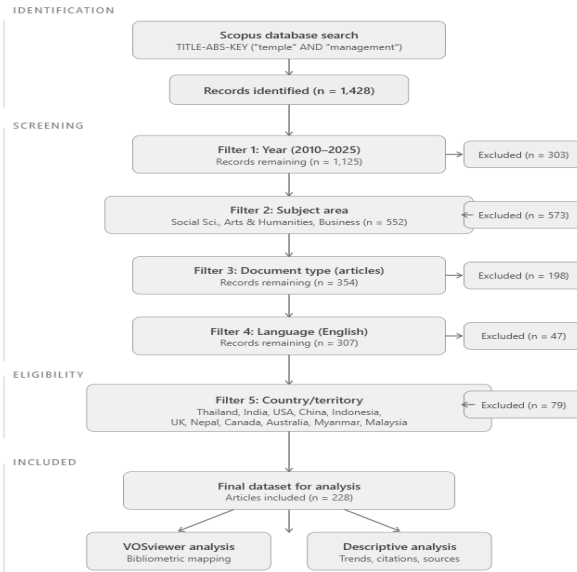 IDENTIFICATION
Scopus database search
TITLE-ABS-KEY ("temple" AND "management")
Records identified (n = 1,428)
SCREENING
Filter 1: Year (2010–2025)
Records remaining (n = 1,125)
Excluded (n = 303)
Filter 2: Subject area
Social Sci., Arts & Humanities, Business (n = 552)
Excluded (n = 573)
Filter 3: Document type (articles)
Records remaining (n = 354)
Excluded (n = 198)
Filter 4: Language (English)
Records remaining (n = 307)
Excluded (n = 47)
ELIGIBILITY
Filter 5: Country/territory
Thailand, India, USA, China, Indonesia,
UK, Nepal, Canada, Australia, Myanmar, Malaysia
Excluded (n = 79)
INCLUDED
Final dataset for analysis
Articles included (n = 228)
VOSviewer analysis
Bibliometric mapping
Descriptive analysis
Trends, citations, sources